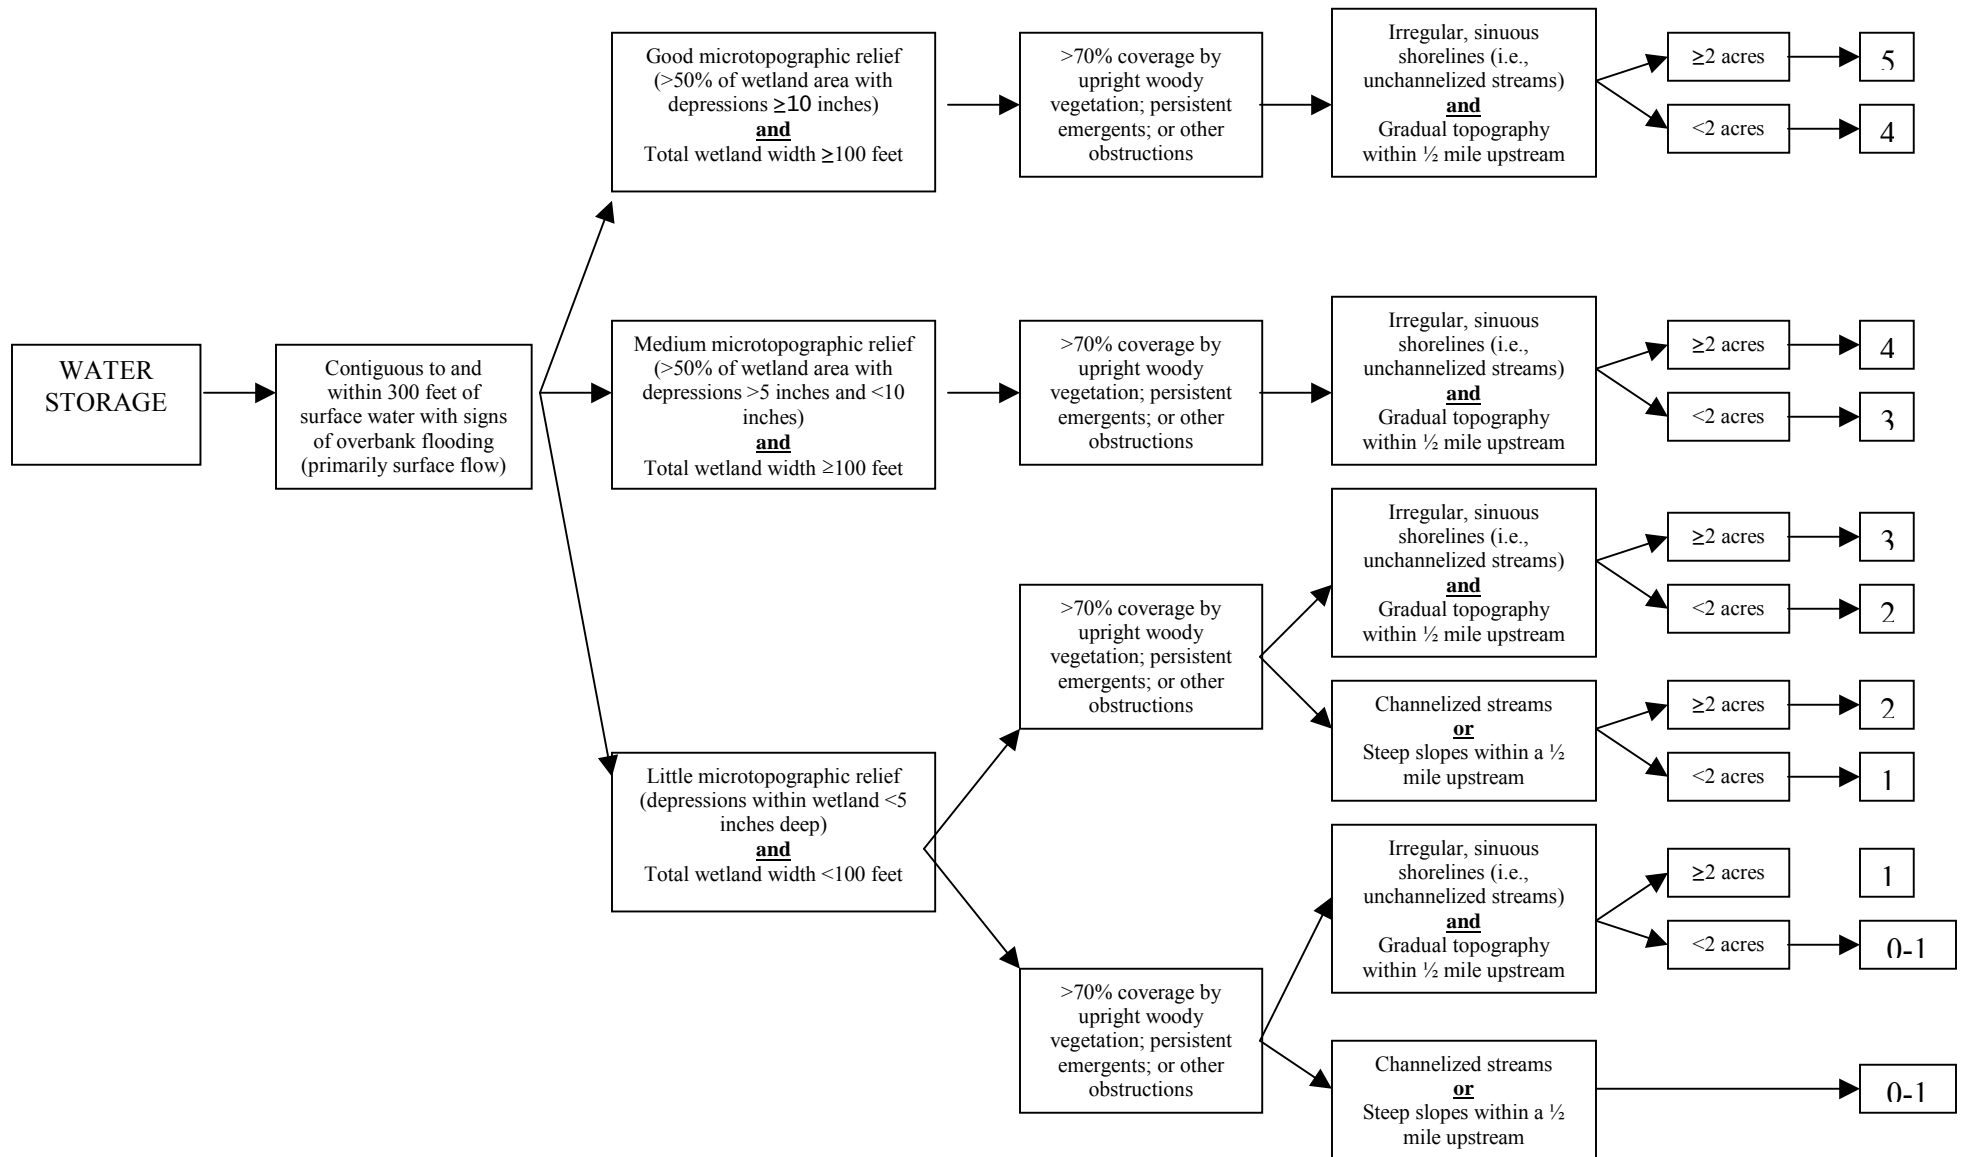 WATER
STORAGE
Contiguous to and
within 300 feet of
surface water with signs
of overbank flooding
(primarily surface flow)
Good microtopographic relief
(>50% of wetland area with
depressions ≥10 inches)
and
Total wetland width ≥100 feet
>70% coverage by
upright woody
vegetation; persistent
emergents; or other
obstructions
Irregular, sinuous
shorelines (i.e.,
unchannelized streams)
and
Gradual topography
within ½ mile upstream
≥2 acres
5
<2 acres
4
Medium microtopographic relief
(>50% of wetland area with
depressions >5 inches and <10
inches)
and
Total wetland width ≥100 feet
>70% coverage by
upright woody
vegetation; persistent
emergents; or other
obstructions
Irregular, sinuous
shorelines (i.e.,
unchannelized streams)
and
Gradual topography
within ½ mile upstream
≥2 acres
4
<2 acres
3
Little microtopographic relief
(depressions within wetland <5
inches deep)
and
Total wetland width <100 feet
>70% coverage by
upright woody
vegetation; persistent
emergents; or other
obstructions
Irregular, sinuous
shorelines (i.e.,
unchannelized streams)
and
Gradual topography
within ½ mile upstream
≥2 acres
3
<2 acres
2
Channelized streams
or
Steep slopes within a ½
mile upstream
≥2 acres
2
<2 acres
1
>70% coverage by
upright woody
vegetation; persistent
emergents; or other
obstructions
Irregular, sinuous
shorelines (i.e.,
unchannelized streams)
and
Gradual topography
within ½ mile upstream
≥2 acres
1
<2 acres
0-1
Channelized streams
or
Steep slopes within a ½
mile upstream
0-1